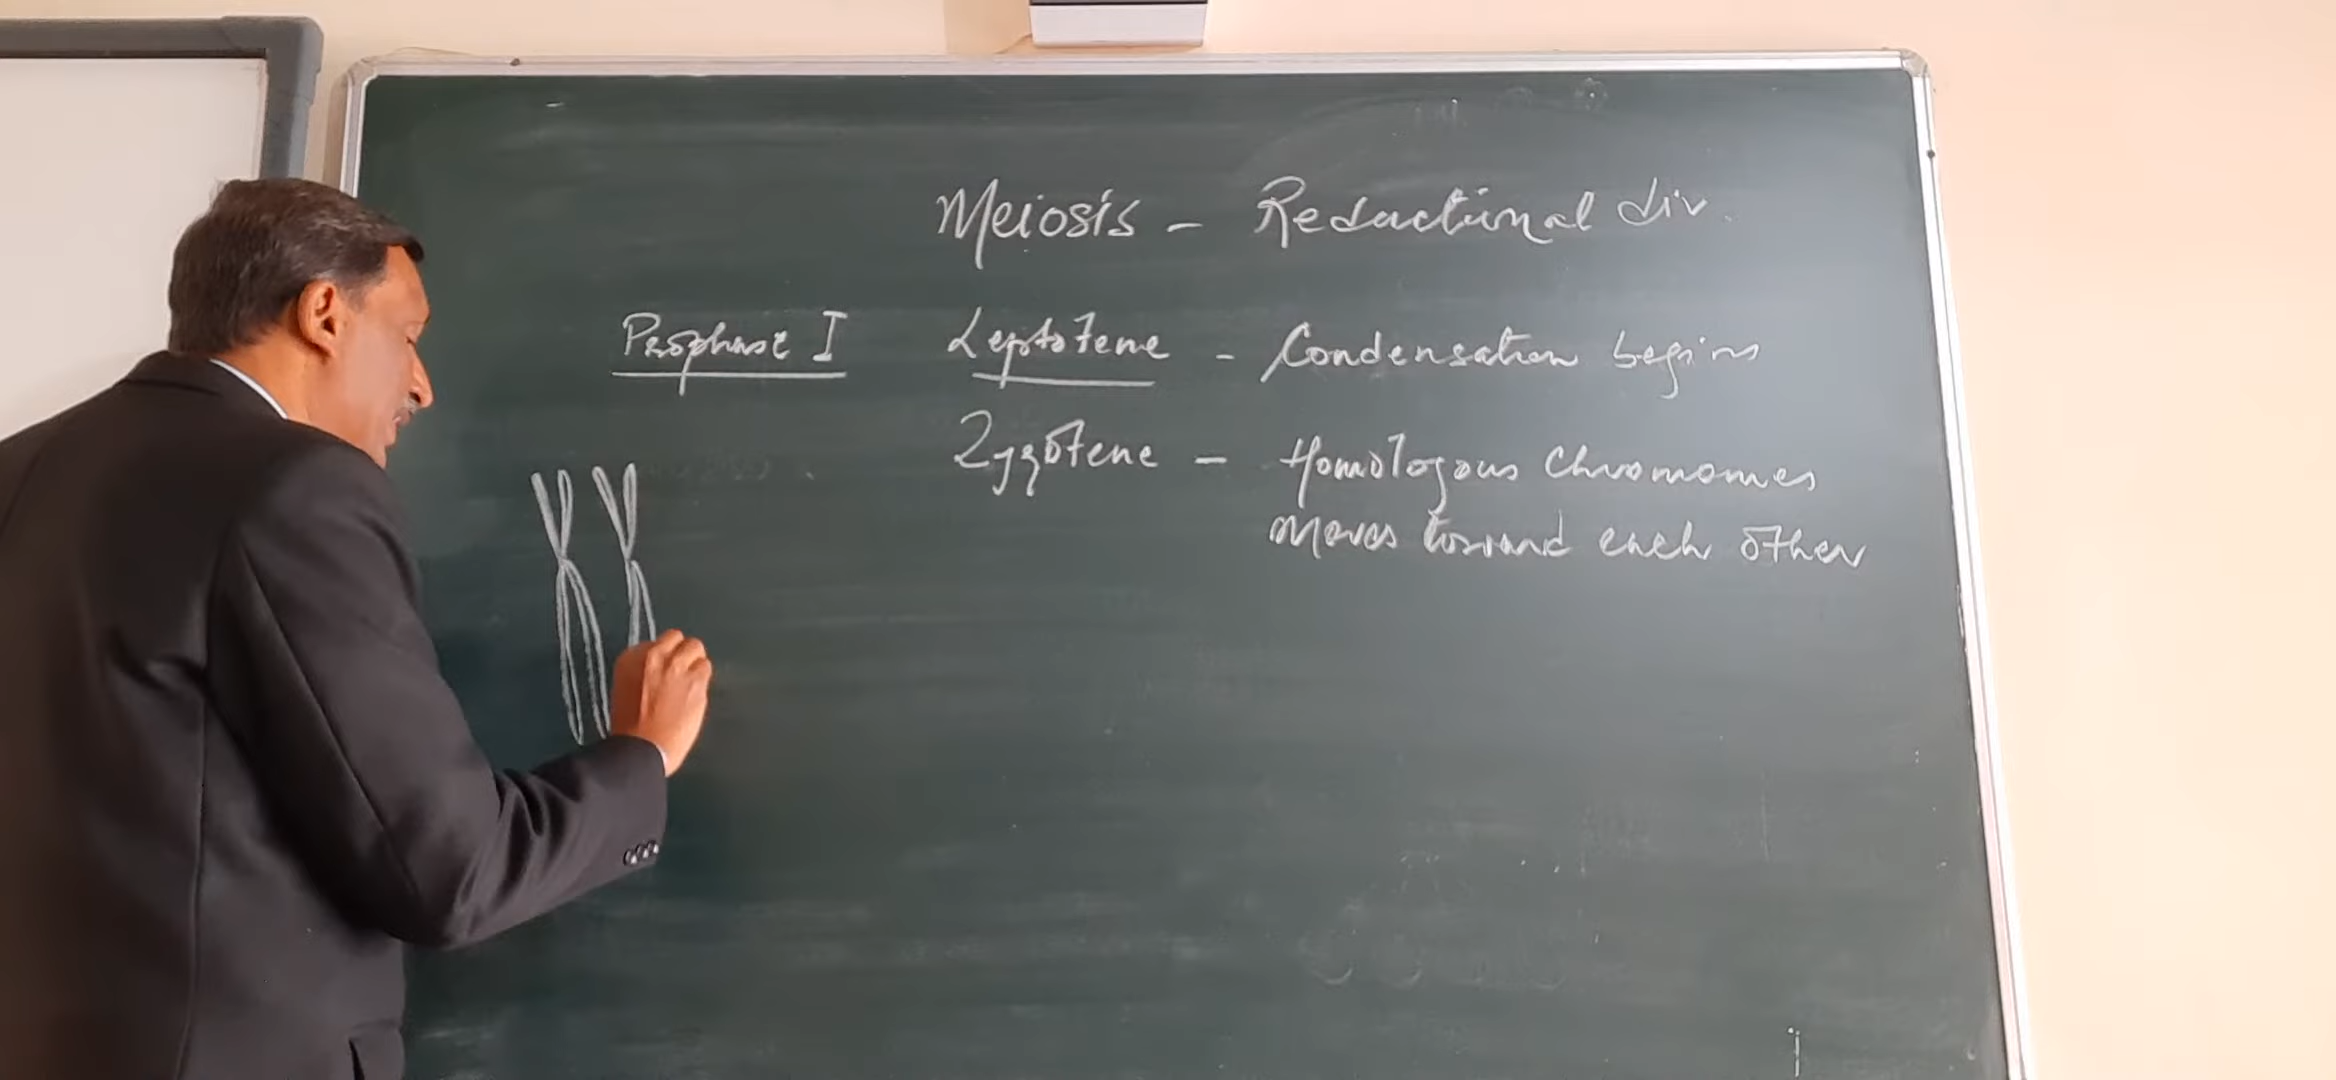 Meiosis - Reductional div.
Prophase I Leptotene - Condensation begins
Zygotene - Homologous Chromomes
Moves toward each other